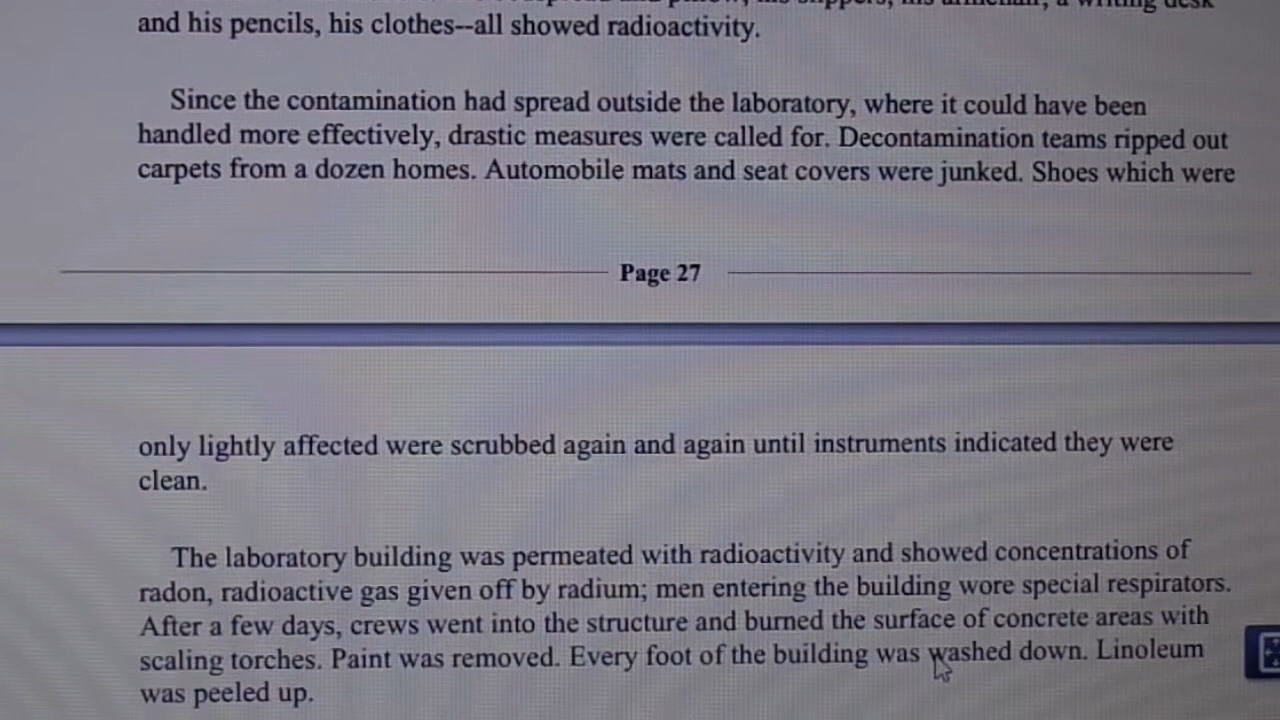 and his pencils, his clothes--all showed radioactivity.
Since the contamination had spread outside the laboratory, where it could have been
handled more effectively, drastic measures were called for. Decontamination teams ripped out
carpets from a dozen homes. Automobile mats and seat covers were junked. Shoes which were
Page 27
only lightly affected were scrubbed again and again until instruments indicated they were
clean.
The laboratory building was permeated with radioactivity and showed concentrations of
radon, radioactive gas given off by radium; men entering the building wore special respirators.
After a few days, crews went into the structure and burned the surface of concrete areas with
scaling torches. Paint was removed. Every foot of the building was washed down. Linoleum
was peeled up.